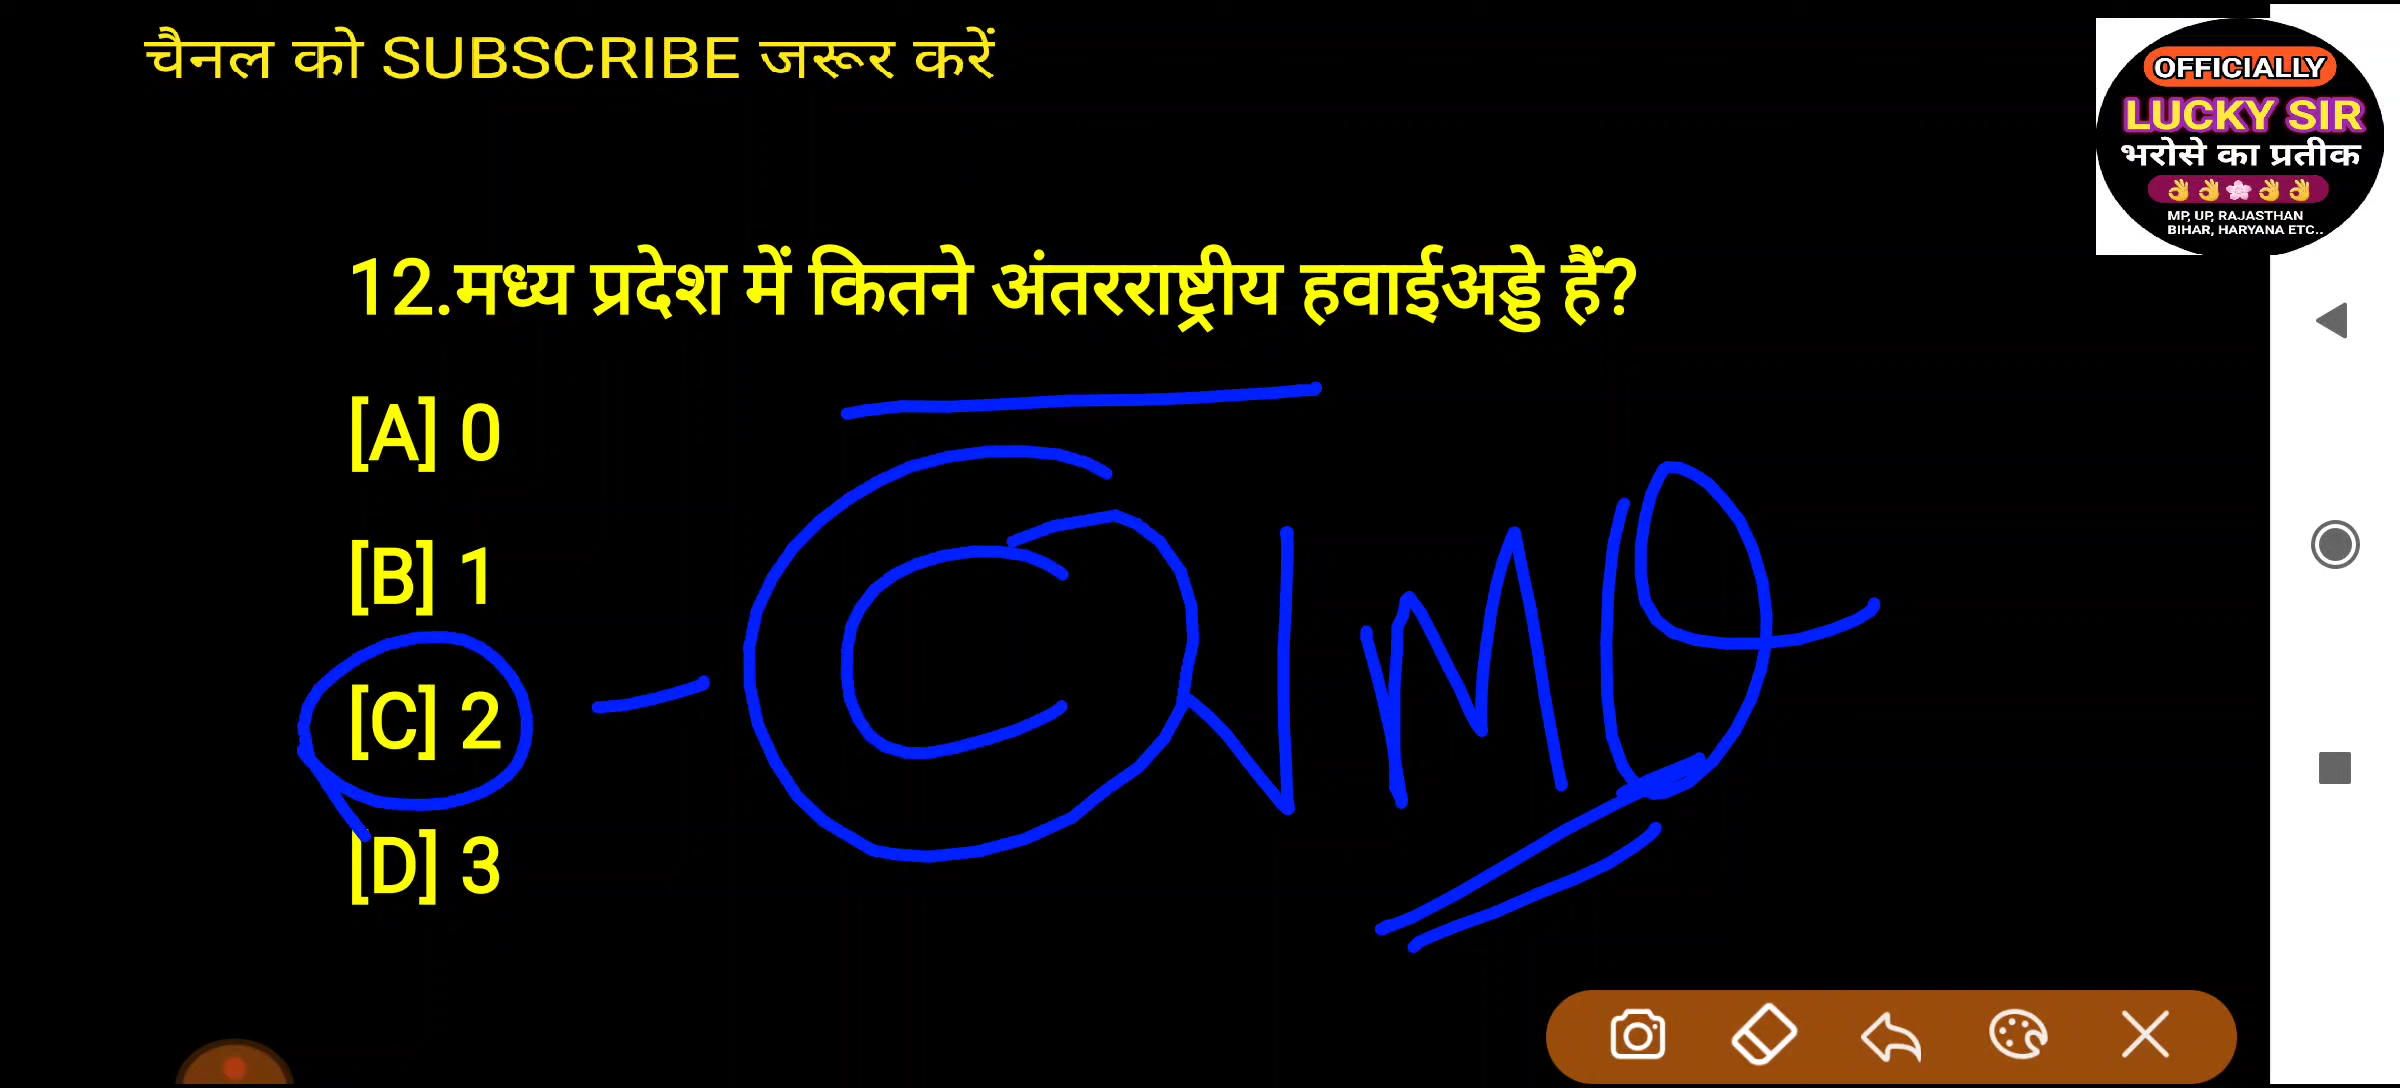 चैनल को SUBSCRIBE जरूर करें
OFFICIALLY
LUCKY SIR
भरोसे का प्रतीक
👌👌🌸👌👌
MP, UP, RAJASTHAN
BIHAR, HARYANA ETC..
12.मध्य प्रदेश में कितने अंतरराष्ट्रीय हवाईअड्डे हैं?
[A] 0
[B] 1
[C] 2
[D] 3